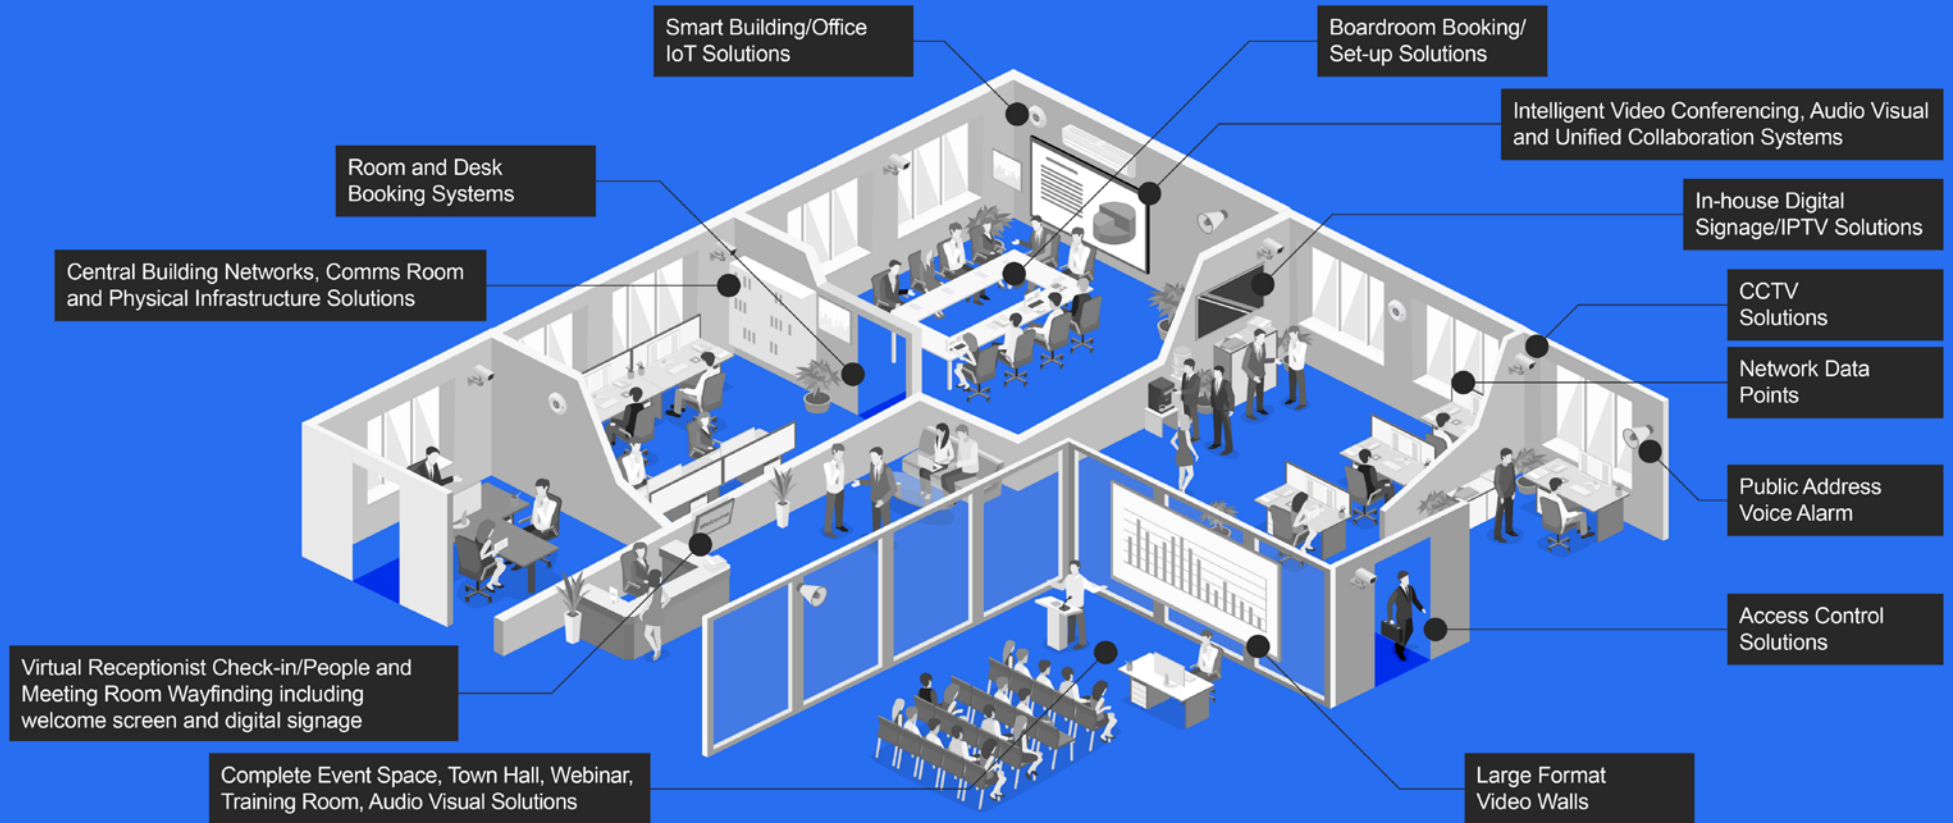 Smart Building/Office
IoT Solutions
Boardroom Booking/
Set-up Solutions
Intelligent Video Conferencing, Audio Visual
and Unified Collaboration Systems
Room and Desk
Booking Systems
In-house Digital
Signage/IPTV Solutions
Central Building Networks, Comms Room
and Physical Infrastructure Solutions
CCTV
Solutions
Network Data
Points
Public Address
Voice Alarm
Welcome
Access Control
Solutions
Virtual Receptionist Check-in/People and
Meeting Room Wayfinding including
welcome screen and digital signage
Complete Event Space, Town Hall, Webinar,
Training Room, Audio Visual Solutions
Large Format
Video Walls